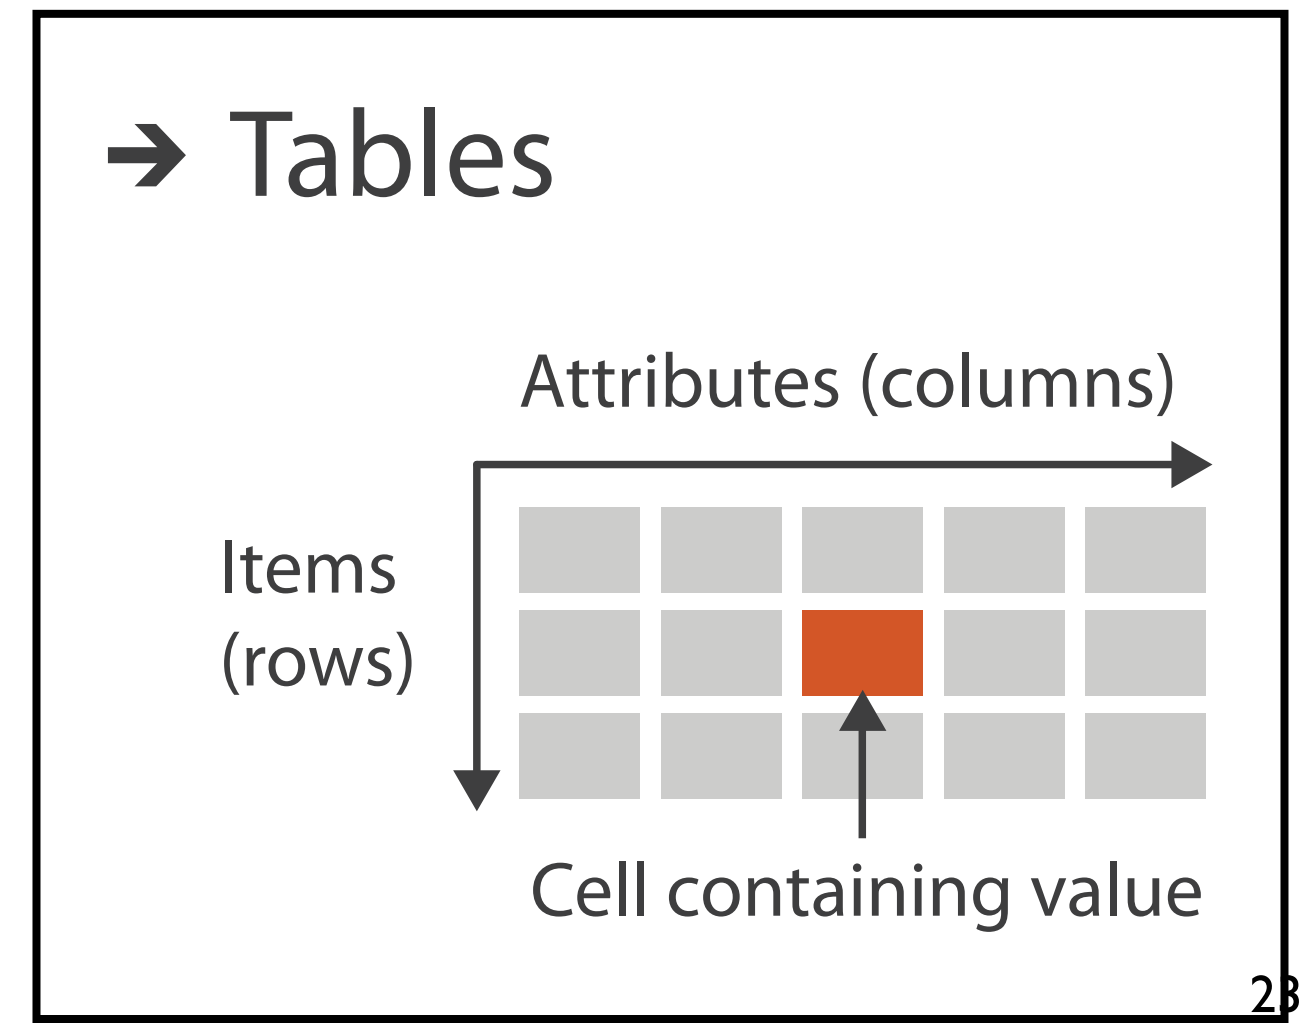 ➔ Tables
Attributes (columns)
Items
(rows)
Cell containing value
23